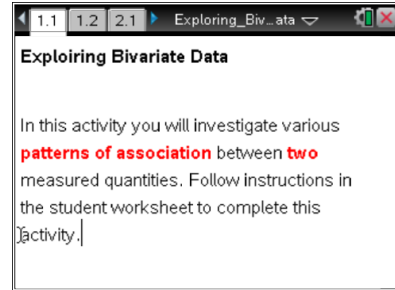 1.1 1.2 2.1 Exploring_Biv…ata
Exploiring Bivariate Data
In this activity you will investigate various
patterns of association between two
measured quantities. Follow instructions in
the student worksheet to complete this
activity.